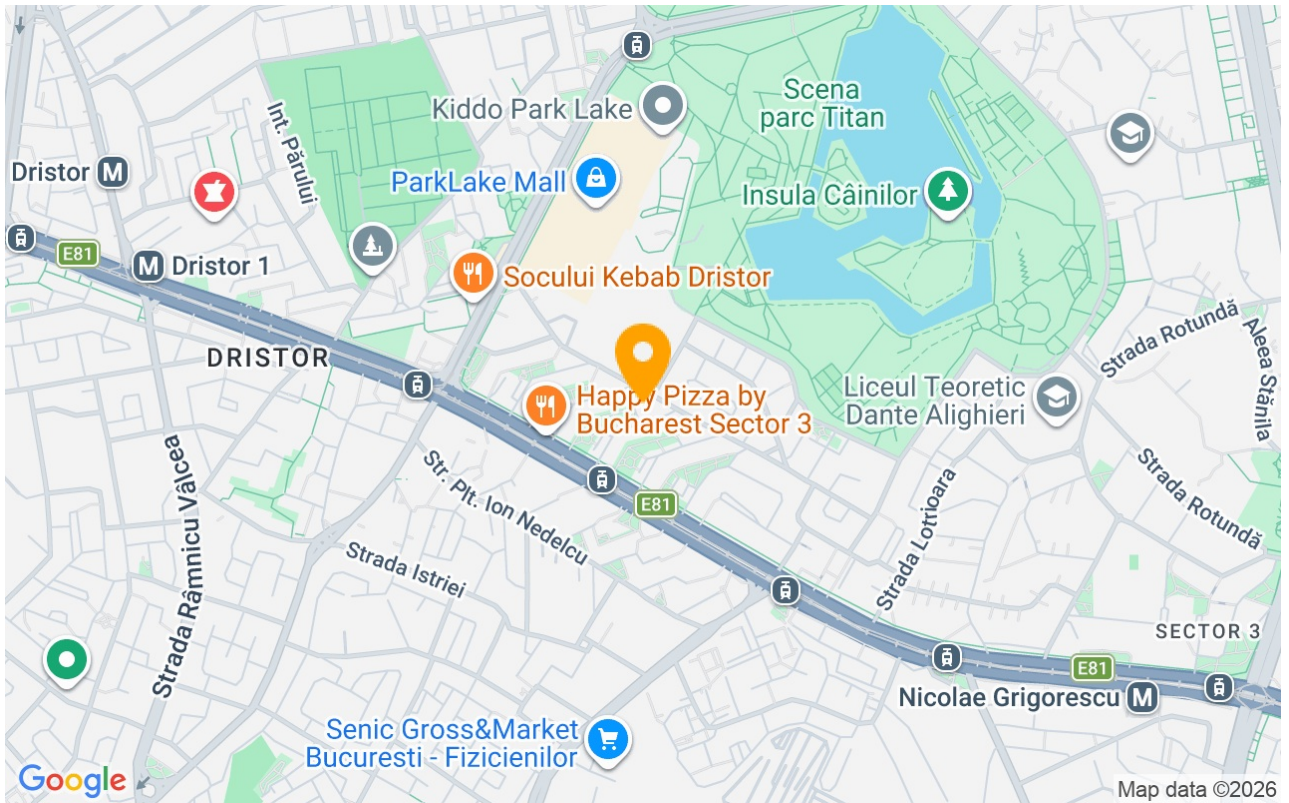 Scena
parc Titan
Kiddo Park Lake
Int. Părului
Dristor M
ParkLake Mall
Insula Câinilor
E81
M Dristor 1
Socului Kebab Dristor
Strada Rotundă
Aleea Stănila
DRISTOR
Happy Pizza by
Bucharest Sector 3
Liceul Teoretic
Dante Alighieri
Strada Râmnicu Vâlcea
Str. Plt. Ion Nedelcu
E81
Strada Lotrioara
Strada Rotundă
Strada Istriei
SECTOR 3
E81
Nicolae Grigorescu M
Senic Gross&Market
Bucuresti - Fizicienilor
Google
Map data ©2026